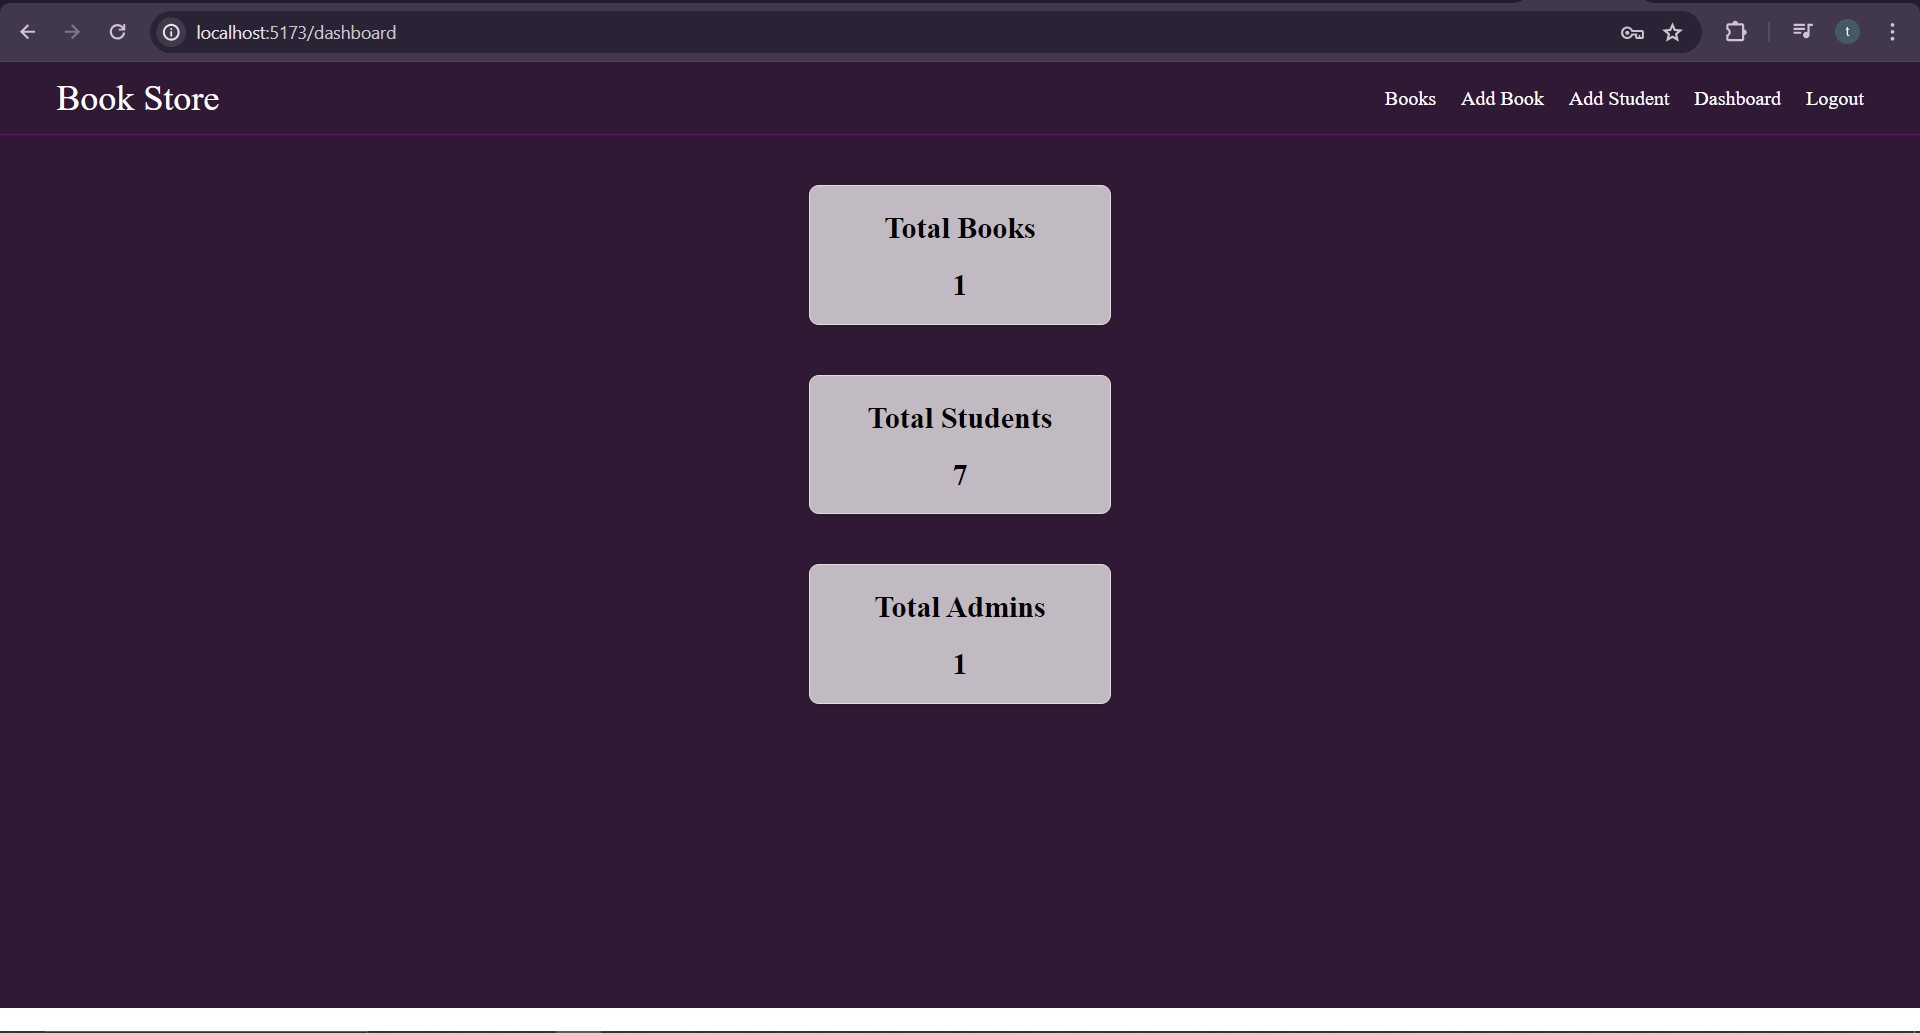 localhost:5173/dashboard
t
Book Store
Books Add Book Add Student Dashboard Logout
Total Books
1
Total Students
7
Total Admins
1